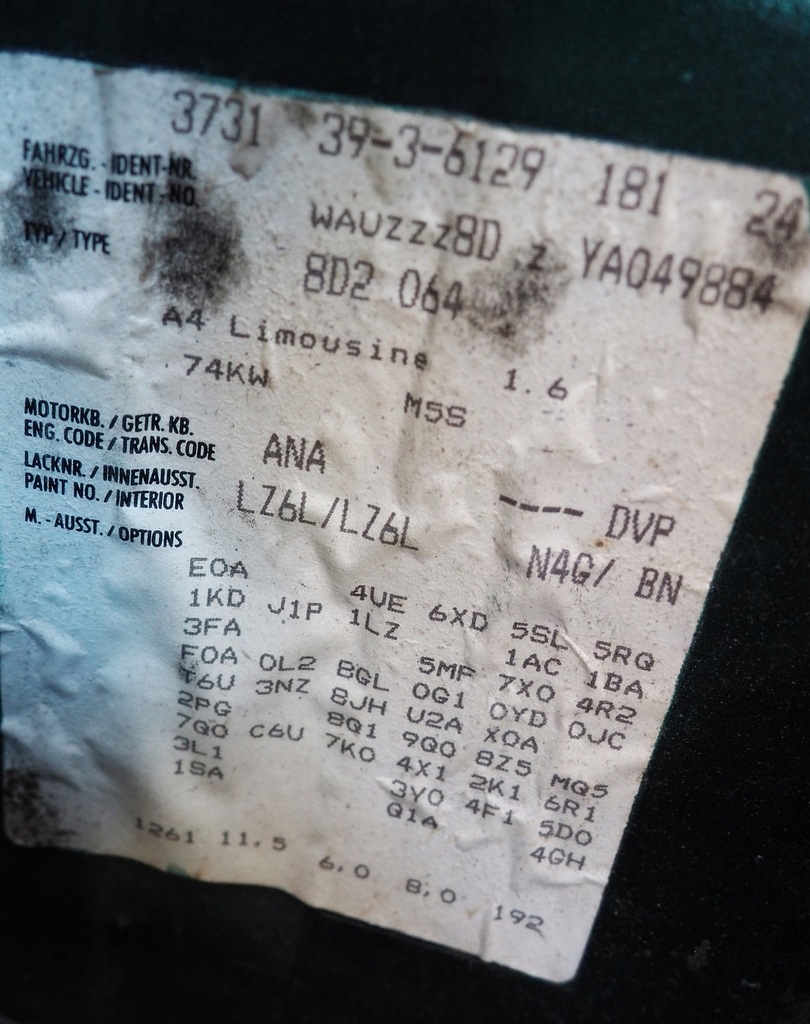 3731 39-3-6129 181 24
FAHRZG. - IDENT-NR.
VEHICLE - IDENT-NO.
WAUZZZ8D z YA049884
TYP / TYPE 8D2 064
A4 Limousine 1.6
74KW M5S
MOTORKB. / GETR. KB.
ENG. CODE / TRANS. CODE ANA ---- DVP
LACKNR. / INNENAUSST.
PAINT NO. / INTERIOR LZ6L/LZ6L N4G/ BN
M. - AUSST. / OPTIONS
E0A 4UE 6XD 5SL 5RQ
1KD J1P 1LZ 1AC 1BA
3FA 5MF 7X0 4R2
F0A 0L2 8GL 0G1 0YD 0JC
T6U 3NZ 8JH U2A X0A
2PG 8Q1 9Q0 8Z5 MQ5
7Q0 C6U 7K0 4X1 2K1 6R1
3L1 3Y0 4F1 5D0
1SA Q1A 4GH
1261 11.5 6.0 8.0 192